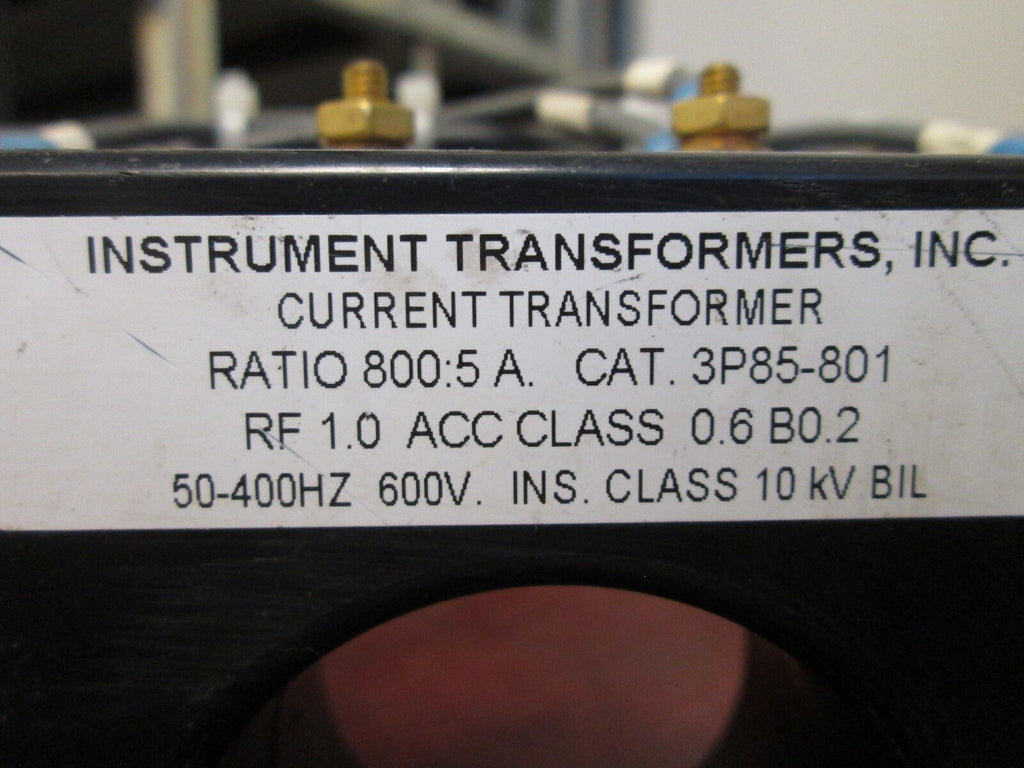 INSTRUMENT TRANSFORMERS, INC.
CURRENT TRANSFORMER
RATIO 800:5 A. CAT. 3P85-801
RF 1.0 ACC CLASS 0.6 B0.2
50-400HZ 600V. INS. CLASS 10 kV BIL